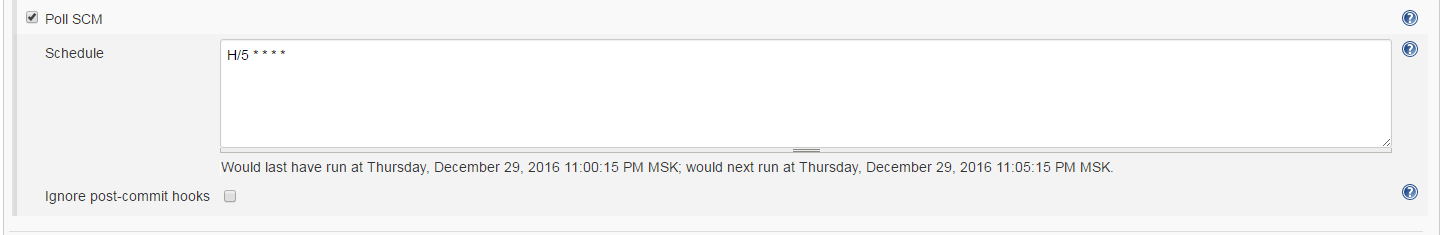 Poll SCM
Schedule
H/5 * * * *
Would last have run at Thursday, December 29, 2016 11:00:15 PM MSK; would next run at Thursday, December 29, 2016 11:05:15 PM MSK.
Ignore post-commit hooks